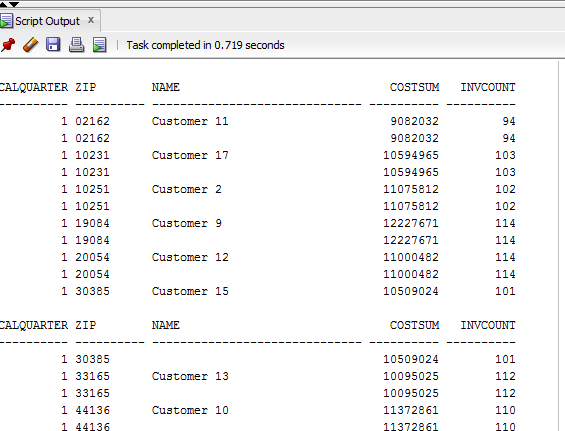 Script Output x
Task completed in 0.719 seconds
CALQUARTER ZIP NAME COSTSUM INVCOUNT
---------- ---------- ------------------------------ ---------- ----------
1 02162 Customer 11 9082032 94
1 02162 9082032 94
1 10231 Customer 17 10594965 103
1 10231 10594965 103
1 10251 Customer 2 11075812 102
1 10251 11075812 102
1 19084 Customer 9 12227671 114
1 19084 12227671 114
1 20054 Customer 12 11000482 114
1 20054 11000482 114
1 30385 Customer 15 10509024 101
CALQUARTER ZIP NAME COSTSUM INVCOUNT
---------- ---------- ------------------------------ ---------- ----------
1 30385 10509024 101
1 33165 Customer 13 10095025 112
1 33165 10095025 112
1 44136 Customer 10 11372861 110
1 44136 11372861 110